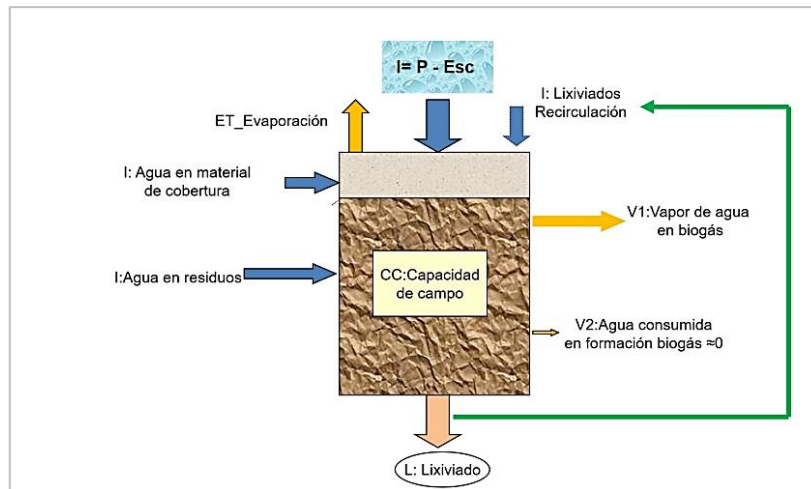 I= P - Esc
I: Lixiviados
Recirculación
ET_Evaporación
I: Agua en material
de cobertura
V1:Vapor de agua
en biogás
I:Agua en residuos
CC:Capacidad
de campo
V2:Agua consumida
en formación biogás ≈0
L: Lixiviado